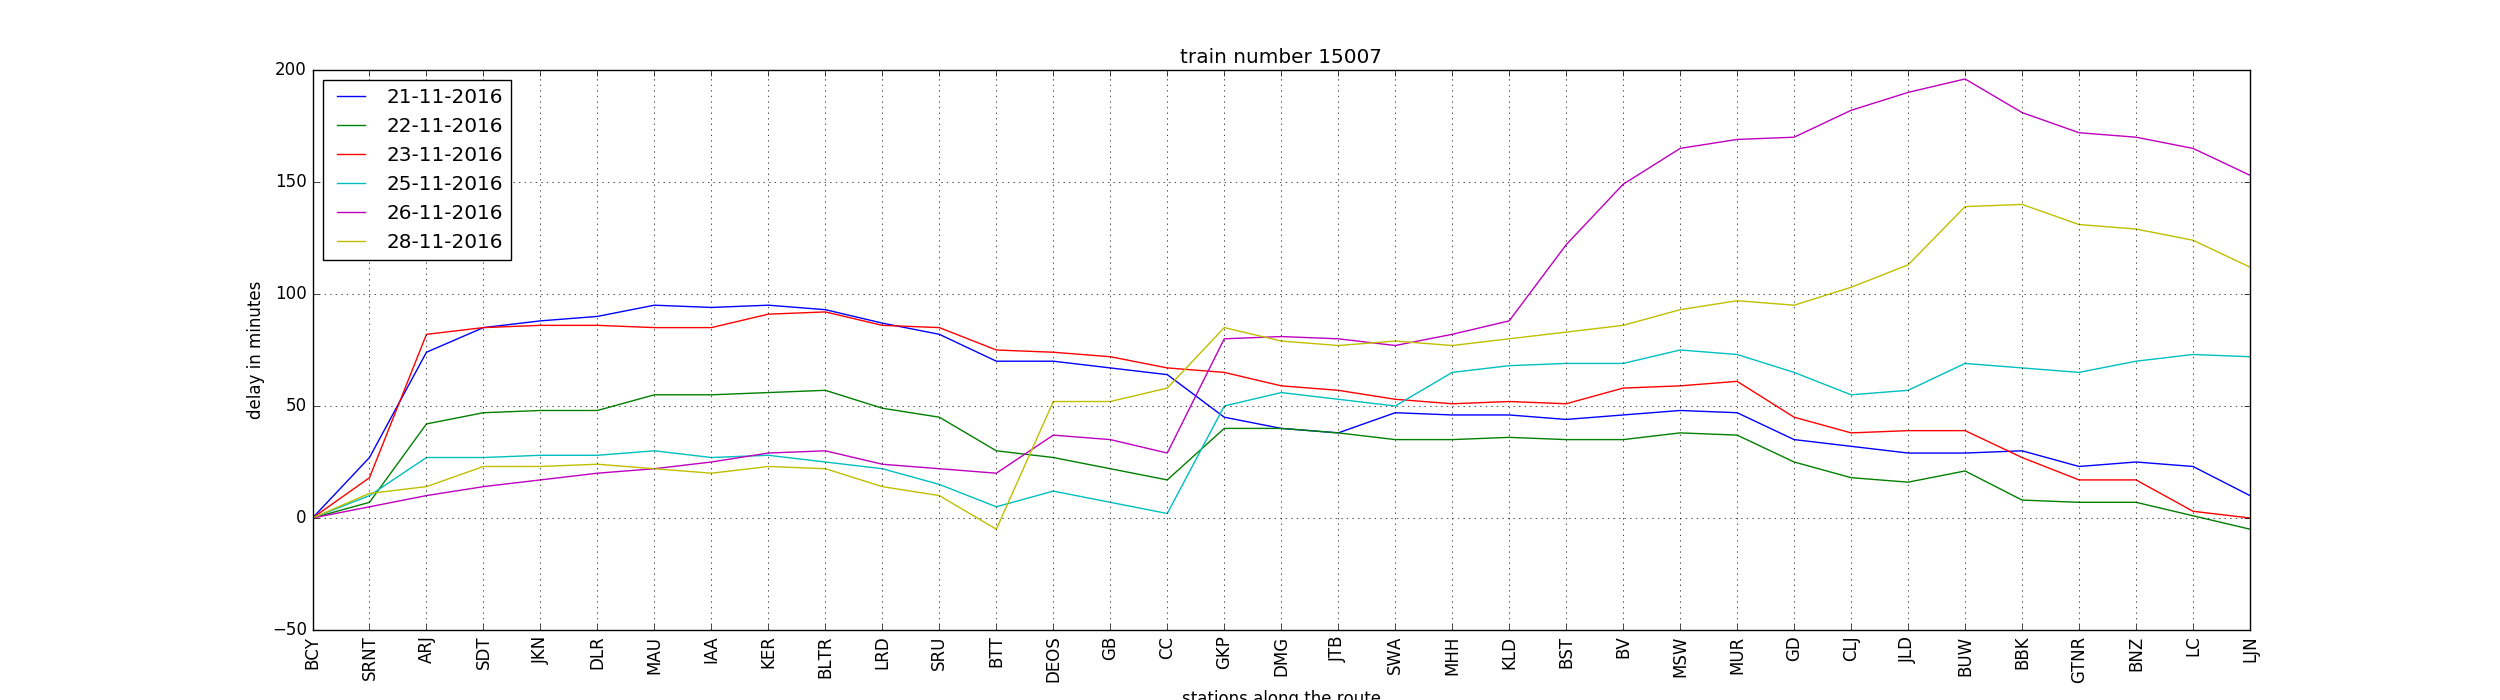 train number 15007
200
150
100
50
0
−50
delay in minutes
21-11-2016
22-11-2016
23-11-2016
25-11-2016
26-11-2016
28-11-2016
BCY
SRNT
ARJ
SDT
JKN
DLR
MAU
IAA
KER
BLTR
LRD
SRU
BTT
DEOS
GB
CC
GKP
DMG
JTB
SWA
MHH
KLD
BST
BV
MSW
MUR
GD
CLJ
JLD
BUW
BBK
GTNR
BNZ
LC
LJN
stations along the route